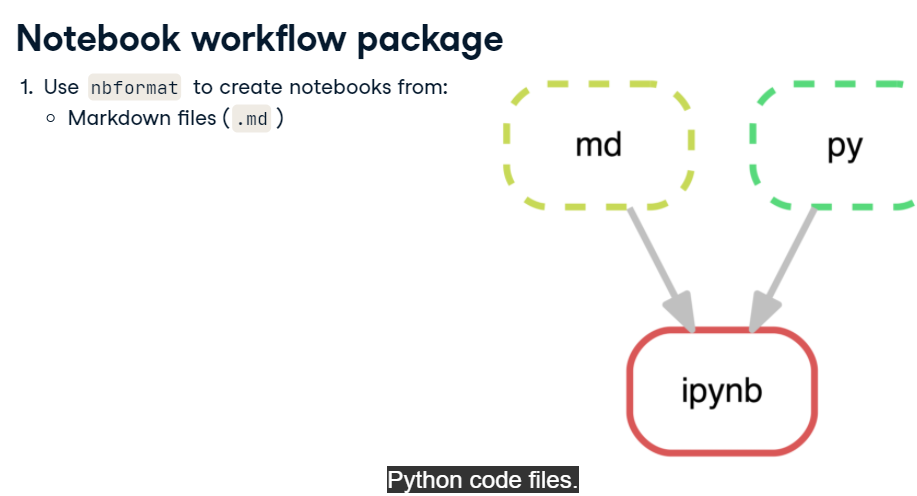 Notebook workflow package
1. Use nbformat to create notebooks from:
Markdown files ( .md )
md
py
ipynb
Python code files.